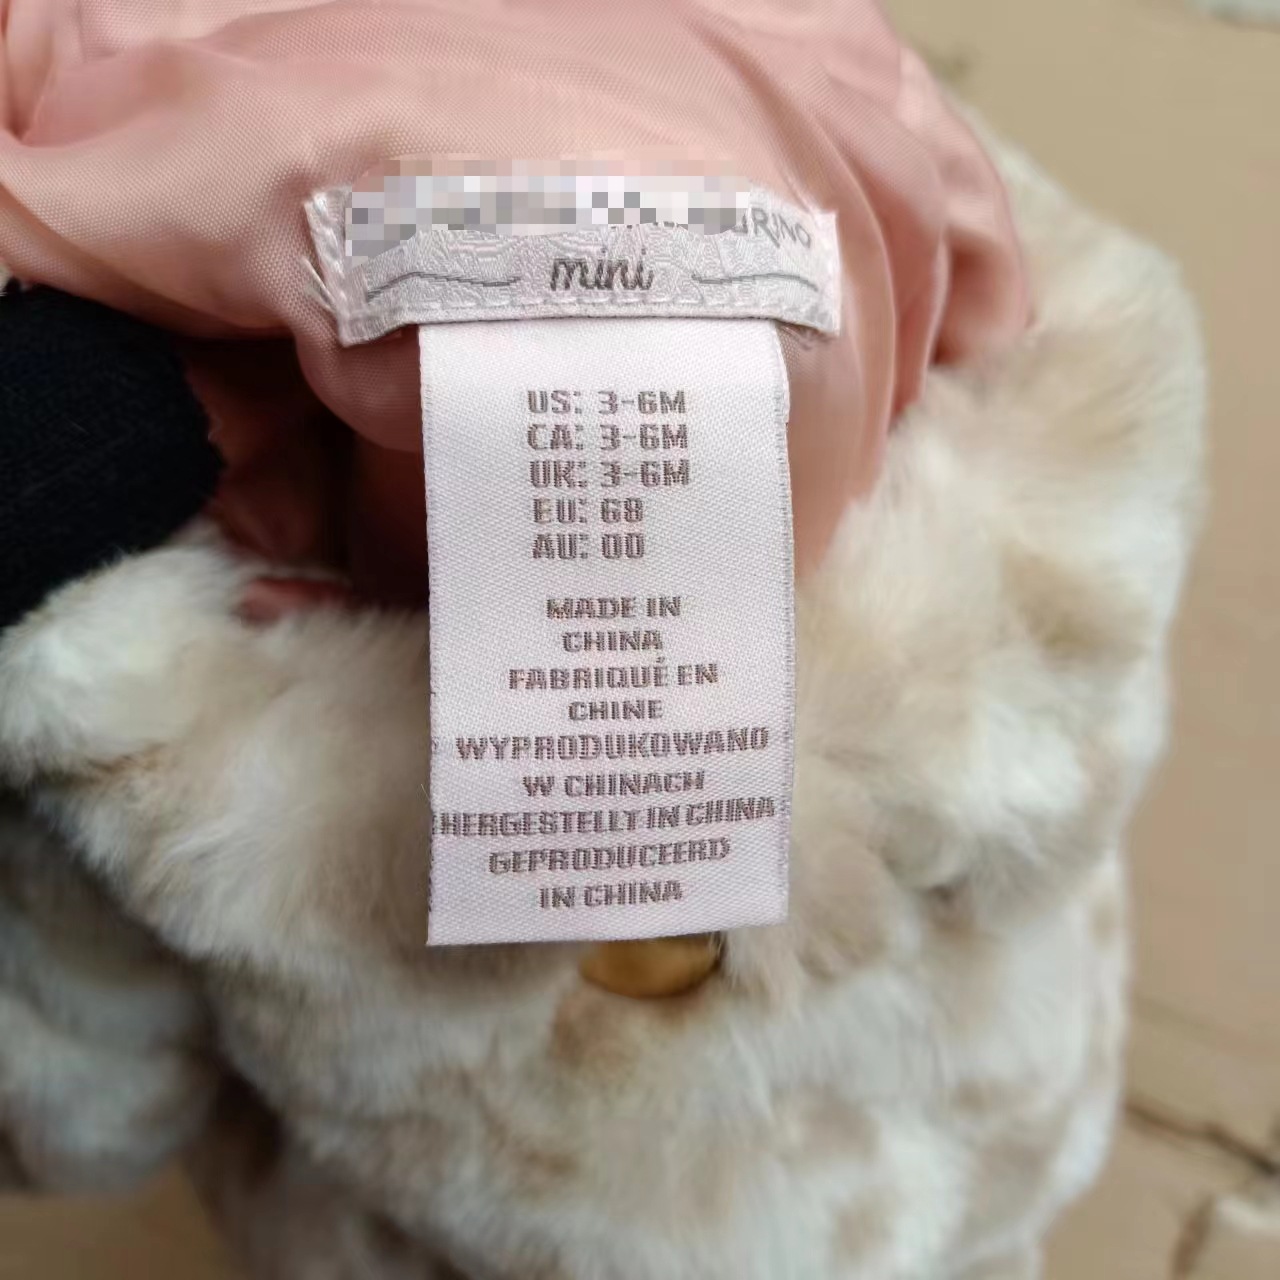 mini
US: 3-6M
CA: 3-6M
UK: 3-6M
EU: 68
AU: 00
MADE IN
CHINA
FABRIQUÉ EN
CHINE
WYPRODUKOWANO
W CHINACH
HERGESTELLT IN CHINA
GEPRODUCEERD
IN CHINA